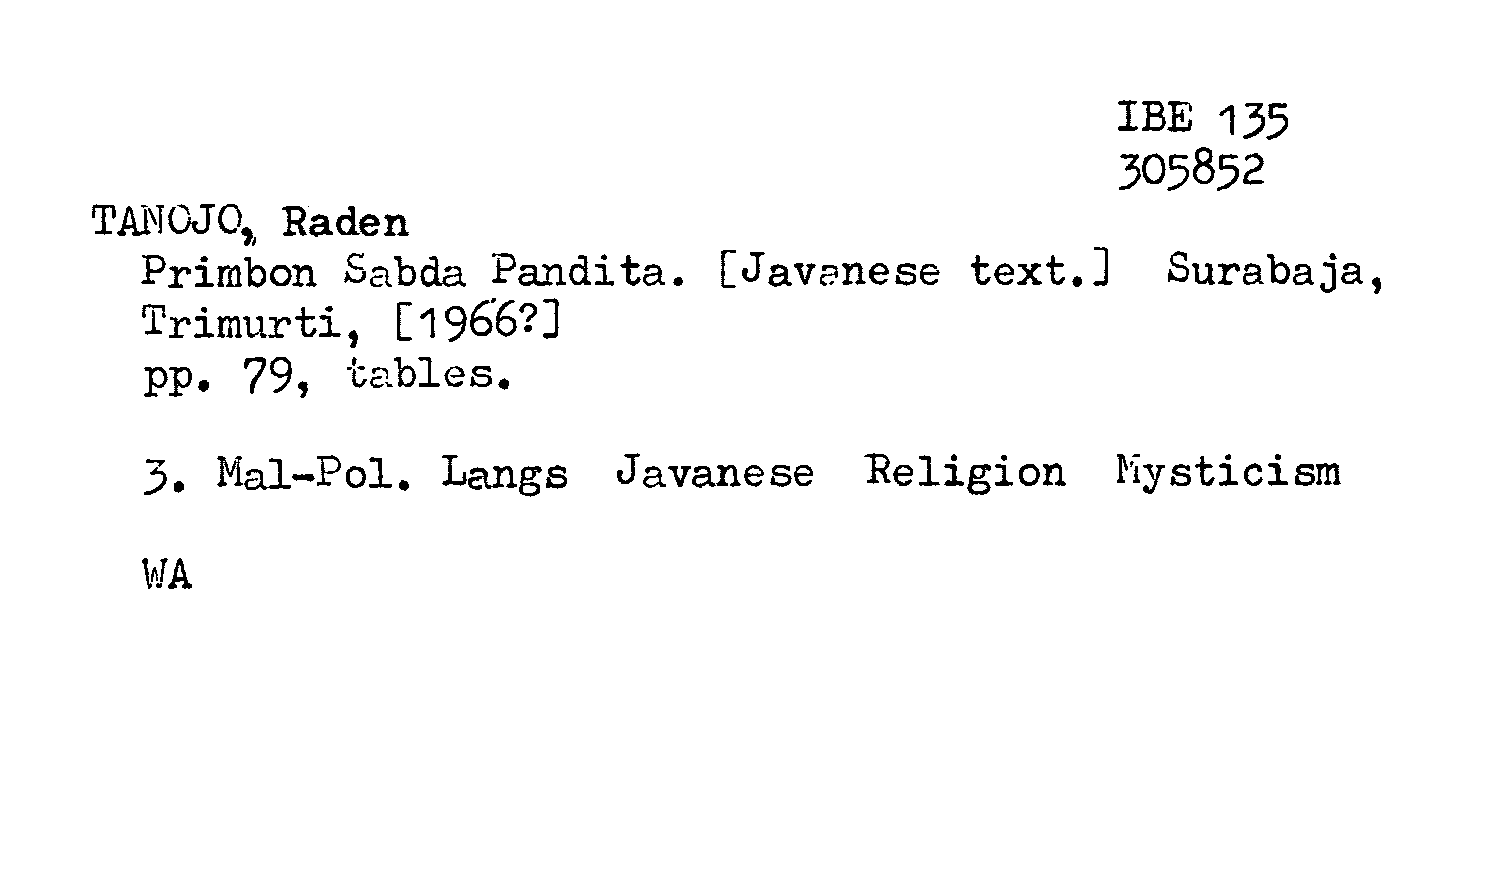 IBE 135
305852
TANOJO, Raden
Primbon Sabda Pandita. [Javanese text.] Surabaja,
Trimurti, [1966?]
pp. 79, tables.
3. Mal-Pol. Langs Javanese Religion Mysticism
WA